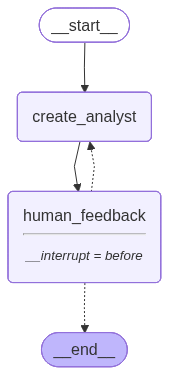 __start__
create_analyst
human_feedback
__interrupt = before
__end__